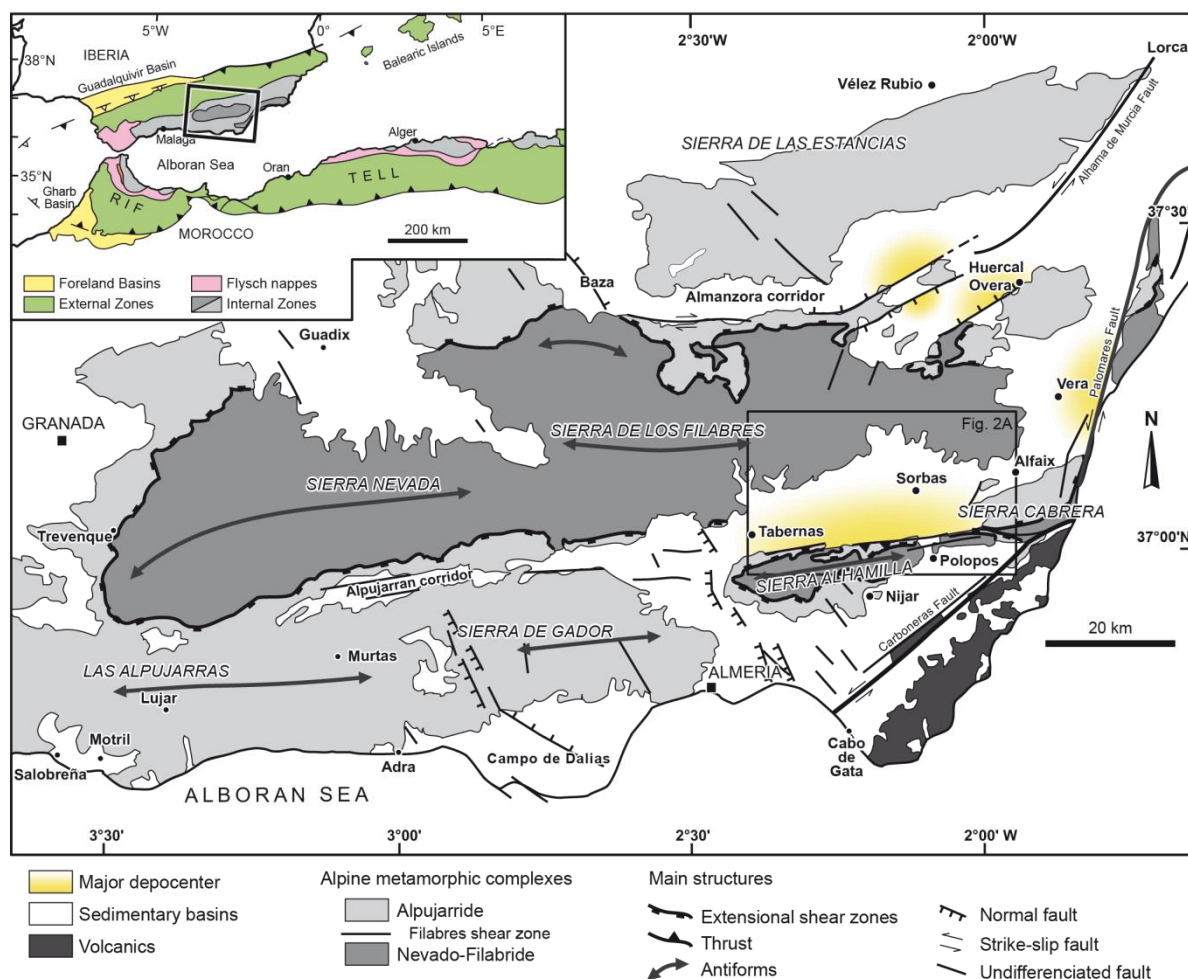 5°W
0°
5°E
IBERIA
38°
Guadalquivir Basin
Balearic Islands
Malaga
Alboran Sea
Alger
Oran
35°
Gharb
Basin
RIF
TELL
MOROCCO
200 km
Foreland Basins
Flysch nappes
External Zones
Internal Zones
2°30'W
2°00'W
Lorca
Vélez Rubio
SIERRA DE LAS ESTANCIAS
Alhama de Murcia Fault
37°30'
Baza
Almanzora corridor
Huercal
Overa
Guadix
Palomares Fault
Vera
GRANADA
N
Fig. 2A
SIERRA DE LOS FILABRES
Alfaix
Sorbas
SIERRA NEVADA
SIERRA CABRERA
Trevenque
Tabernas
37°00'N
Polopos
SIERRA ALHAMILLA
Alpujarran corridor
Nijar
Carboneras Fault
20 km
SIERRA DE GADOR
Murtas
LAS ALPUJARRAS
ALMERIA
Lujar
Motril
Salobreña
Adra
Campo de Dalias
Cabo
de
Gata
ALBORAN SEA
3°30'
3°00'
2°30'
2°00' W
Major depocenter
Sedimentary basins
Volcanics
Alpine metamorphic complexes
Alpujarride
Filabres shear zone
Nevado-Filabride
Main structures
Extensional shear zones
Thrust
Antiforms
Normal fault
Strike-slip fault
Undifferenciated fault